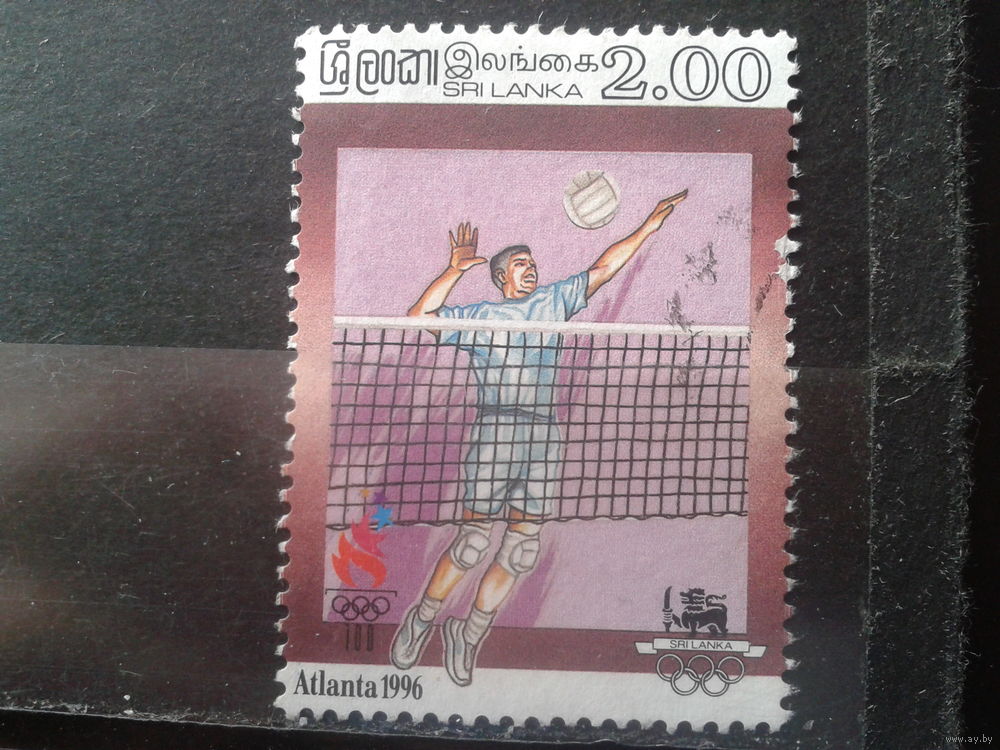 ශ්‍රී ලංකා இலங்கை 2.00
SRI LANKA
100
SRI LANKA
Atlanta 1996
www.ay.by